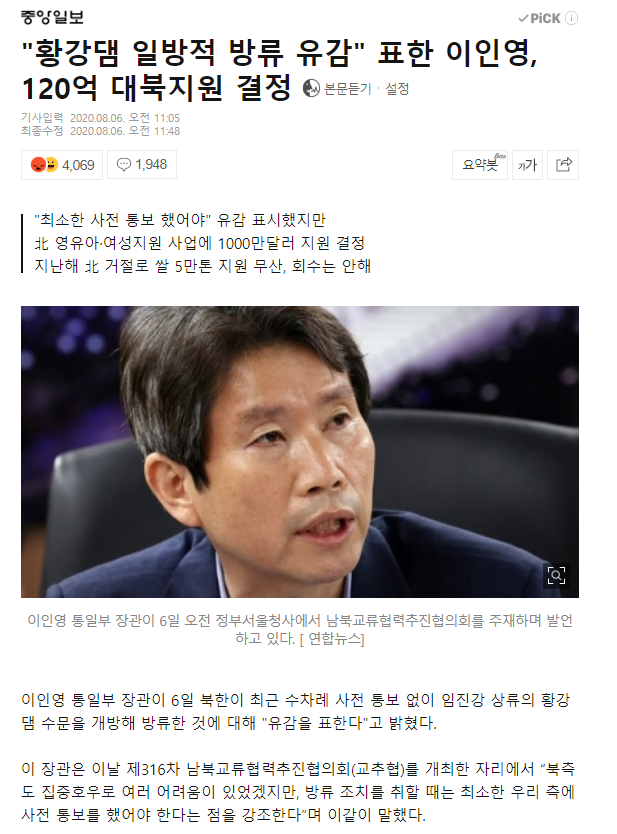 중앙일보
PiCK
"황강댐 일방적 방류 유감" 표한 이인영,
120억 대북지원 결정 본문듣기 · 설정
기사입력 2020.08.06. 오전 11:05
최종수정 2020.08.06. 오전 11:48
4,069 1,948 요약봇 Beta 가가
"최소한 사전 통보 했어야" 유감 표시했지만
北 영유아·여성지원 사업에 1000만달러 지원 결정
지난해 北 거절로 쌀 5만톤 지원 무산, 회수는 안해
이인영 통일부 장관이 6일 오전 정부서울청사에서 남북교류협력추진협의회를 주재하며 발언
하고 있다. [ 연합뉴스]
이인영 통일부 장관이 6일 북한이 최근 수차례 사전 통보 없이 임진강 상류의 황강
댐 수문을 개방해 방류한 것에 대해 "유감을 표한다"고 밝혔다.
이 장관은 이날 제316차 남북교류협력추진협의회(교추협)를 개최한 자리에서 “북측
도 집중호우로 여러 어려움이 있었겠지만, 방류 조치를 취할 때는 최소한 우리 측에
사전 통보를 했어야 한다는 점을 강조한다”며 이같이 말했다.